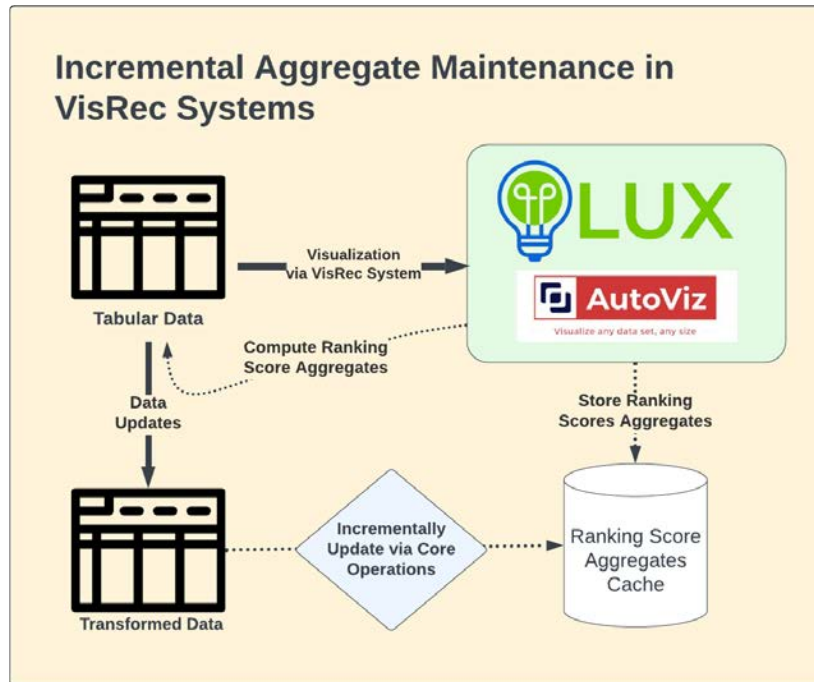 Incremental Aggregate Maintenance in
VisRec Systems
LUX
Visualization
via VisRec System
AutoViz
Visualize any data set, any size
Tabular Data
Compute Ranking
Score Aggregates
Data
Updates
Store Ranking
Scores Aggregates
Incrementally
Update via Core
Operations
Ranking Score
Aggregates
Cache
Transformed Data